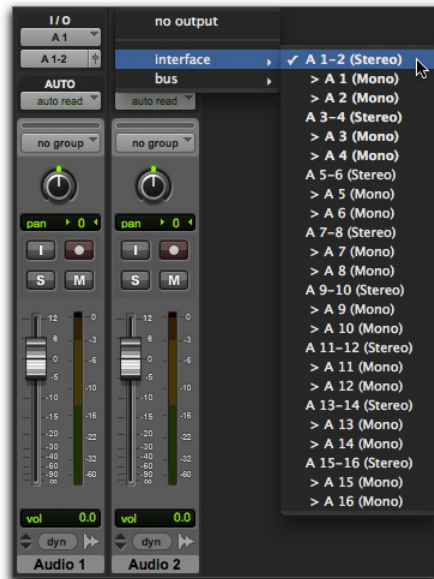 I / O
A 1
A 1-2
AUTO
auto read
auto read
no group
no group
pan 0
pan 0
I
I
S M
S M
12 0
6 -3
0 -6
-5
-10 -10
-15 -16
-20 -22
-30
-40 -32
-60
-90 -60
∞
12 0
6 -3
0 -6
-5
-10 -10
-15 -16
-20 -22
-30
-40 -32
-60
-90 -60
∞
vol 0.0
vol 0.0
dyn
dyn
Audio 1
Audio 2
no output
interface
bus
✓ A 1-2 (Stereo)
> A 1 (Mono)
> A 2 (Mono)
A 3-4 (Stereo)
> A 3 (Mono)
> A 4 (Mono)
A 5-6 (Stereo)
> A 5 (Mono)
> A 6 (Mono)
A 7-8 (Stereo)
> A 7 (Mono)
> A 8 (Mono)
A 9-10 (Stereo)
> A 9 (Mono)
> A 10 (Mono)
A 11-12 (Stereo)
> A 11 (Mono)
> A 12 (Mono)
A 13-14 (Stereo)
> A 13 (Mono)
> A 14 (Mono)
A 15-16 (Stereo)
> A 15 (Mono)
> A 16 (Mono)